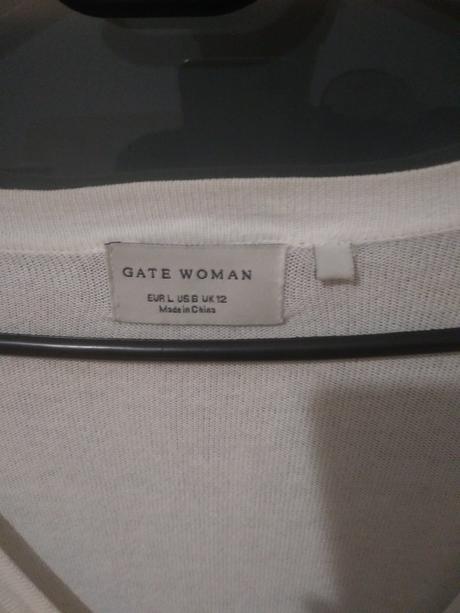 GATE WOMAN
EUR L US 8 UK 12
Made in China